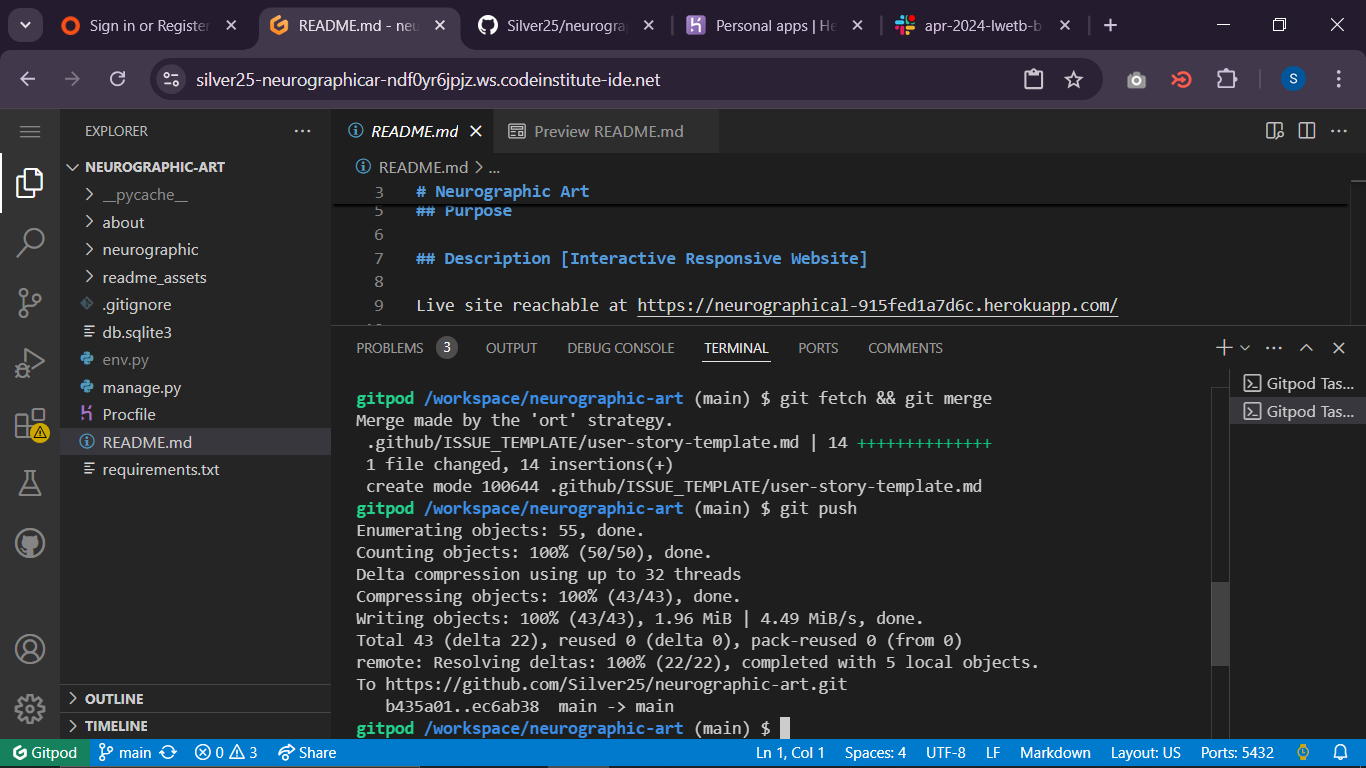 Sign in or Register
README.md - neu
Silver25/neurogra
Personal apps | He
apr-2024-lwetb-b
silver25-neurographicar-ndf0yr6jpjz.ws.codeinstitute-ide.net
S
EXPLORER
NEUROGRAPHIC-ART
__pycache__
about
neurographic
readme_assets
.gitignore
db.sqlite3
env.py
manage.py
Procfile
README.md
requirements.txt
OUTLINE
TIMELINE
README.md
Preview README.md
README.md > ...
3 # Neurographic Art
5 ## Purpose
6
7 ## Description [Interactive Responsive Website]
8
9 Live site reachable at https://neurographical-915fed1a7d6c.herokuapp.com/
PROBLEMS 3 OUTPUT DEBUG CONSOLE TERMINAL PORTS COMMENTS
gitpod /workspace/neurographic-art (main) $ git fetch && git merge
Merge made by the 'ort' strategy.
.github/ISSUE_TEMPLATE/user-story-template.md | 14 ++++++++++++++
1 file changed, 14 insertions(+)
create mode 100644 .github/ISSUE_TEMPLATE/user-story-template.md
gitpod /workspace/neurographic-art (main) $ git push
Enumerating objects: 55, done.
Counting objects: 100% (50/50), done.
Delta compression using up to 32 threads
Compressing objects: 100% (43/43), done.
Writing objects: 100% (43/43), 1.96 MiB | 4.49 MiB/s, done.
Total 43 (delta 22), reused 0 (delta 0), pack-reused 0 (from 0)
remote: Resolving deltas: 100% (22/22), completed with 5 local objects.
To https://github.com/Silver25/neurographic-art.git
b435a01..ec6ab38 main -> main
gitpod /workspace/neurographic-art (main) $
Gitpod Tas...
Gitpod Tas...
Gitpod main 0 3 Share Ln 1, Col 1 Spaces: 4 UTF-8 LF Markdown Layout: US Ports: 5432